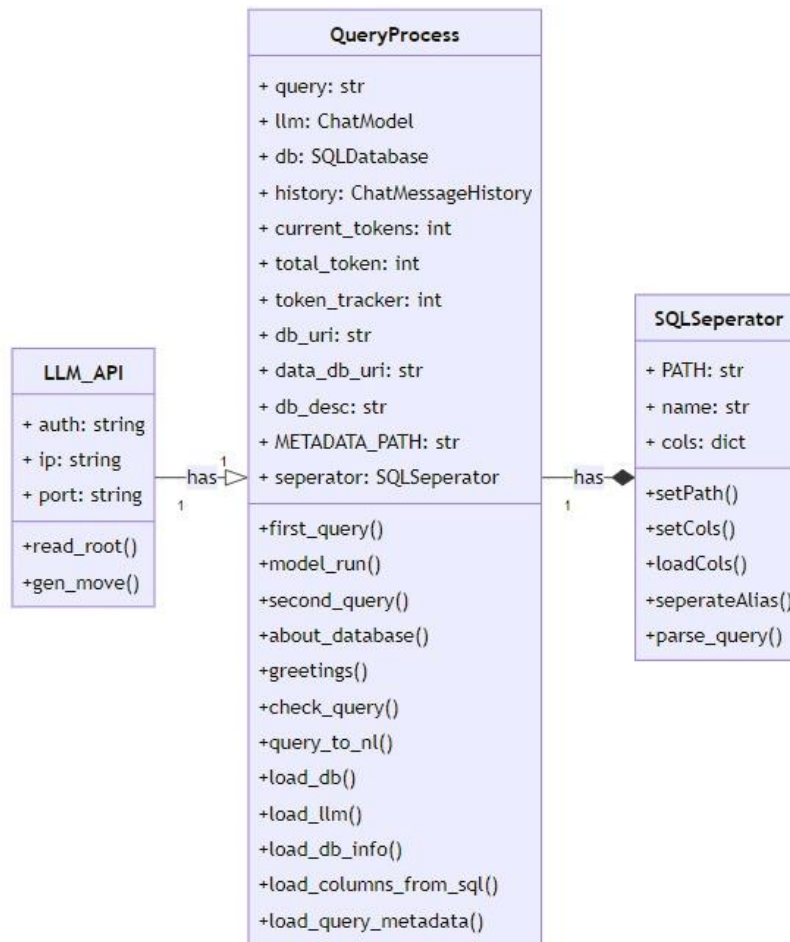 QueryProcess
+ query: str
+ llm: ChatModel
+ db: SQLDatabase
+ history: ChatMessageHistory
+ current_tokens: int
+ total_token: int
+ token_tracker: int
+ db_uri: str
+ data_db_uri: str
+ db_desc: str
+ METADATA_PATH: str
+ seperator: SQLSeperator
+first_query()
+model_run()
+second_query()
+about_database()
+greetings()
+check_query()
+query_to_nl()
+load_db()
+load_llm()
+load_db_info()
+load_columns_from_sql()
+load_query_metadata()
LLM_API
+ auth: string
+ ip: string
+ port: string
+read_root()
+gen_move()
1
has
1
SQLSeperator
+ PATH: str
+ name: str
+ cols: dict
+setPath()
+setCols()
+loadCols()
+seperateAlias()
+parse_query()
has
1